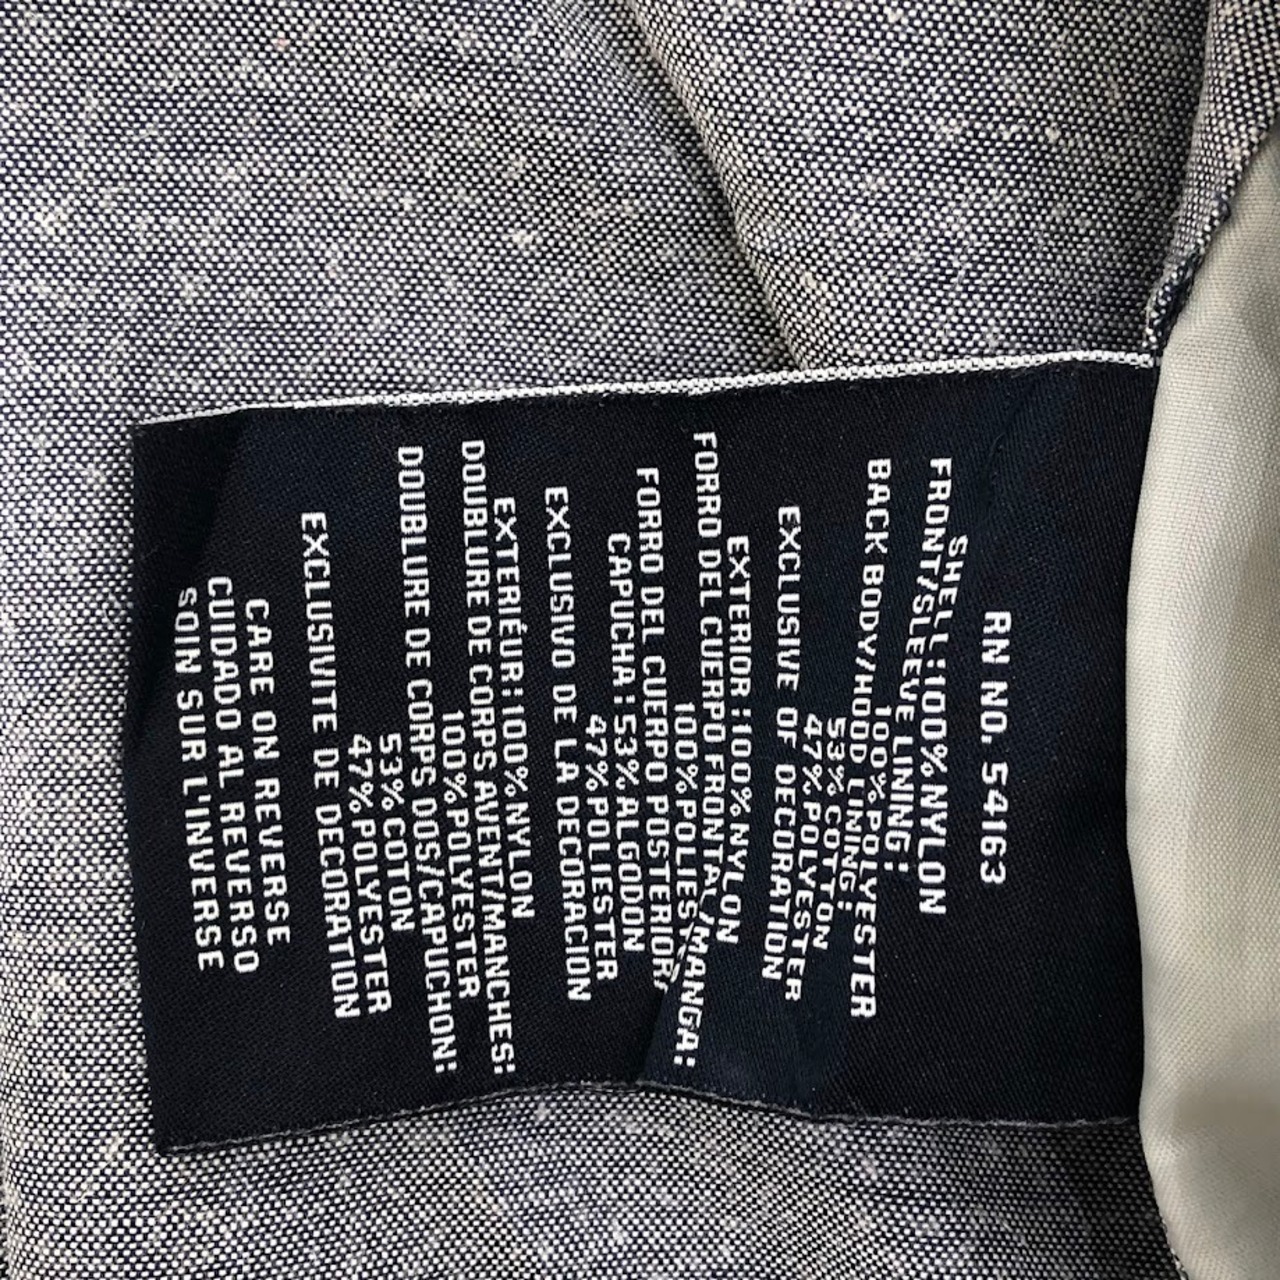 RN NO. 54163
SHELL:100% NYLON
FRONT/SLEEVE LINING:
100% POLYESTER
BACK BODY/HOOD LINING:
53% COTTON
47% POLYESTER
EXCLUSIVE OF DECORATION
EXTERIOR:100% NYLON
FORRO DEL CUERPO FRONTAL/MANGA:
100% POLIES
FORRO DEL CUERPO POSTERIOR/
CAPUCHA: 53% ALGODON
47% POLIESTER
EXCLUSIVO DE LA DECORACION
EXTERIÉUR:100% NYLON
DOUBLURE DE CORPS AVENT/MANCHES:
100% POLYESTER
DOUBLURE DE CORPS DOS/CAPUCHON:
53% COTON
47% POLYESTER
EXCLUSIVITE DE DECORATION
CARE ON REVERSE
CUIDADO AL REVERSO
SOIN SUR L'INVERSE